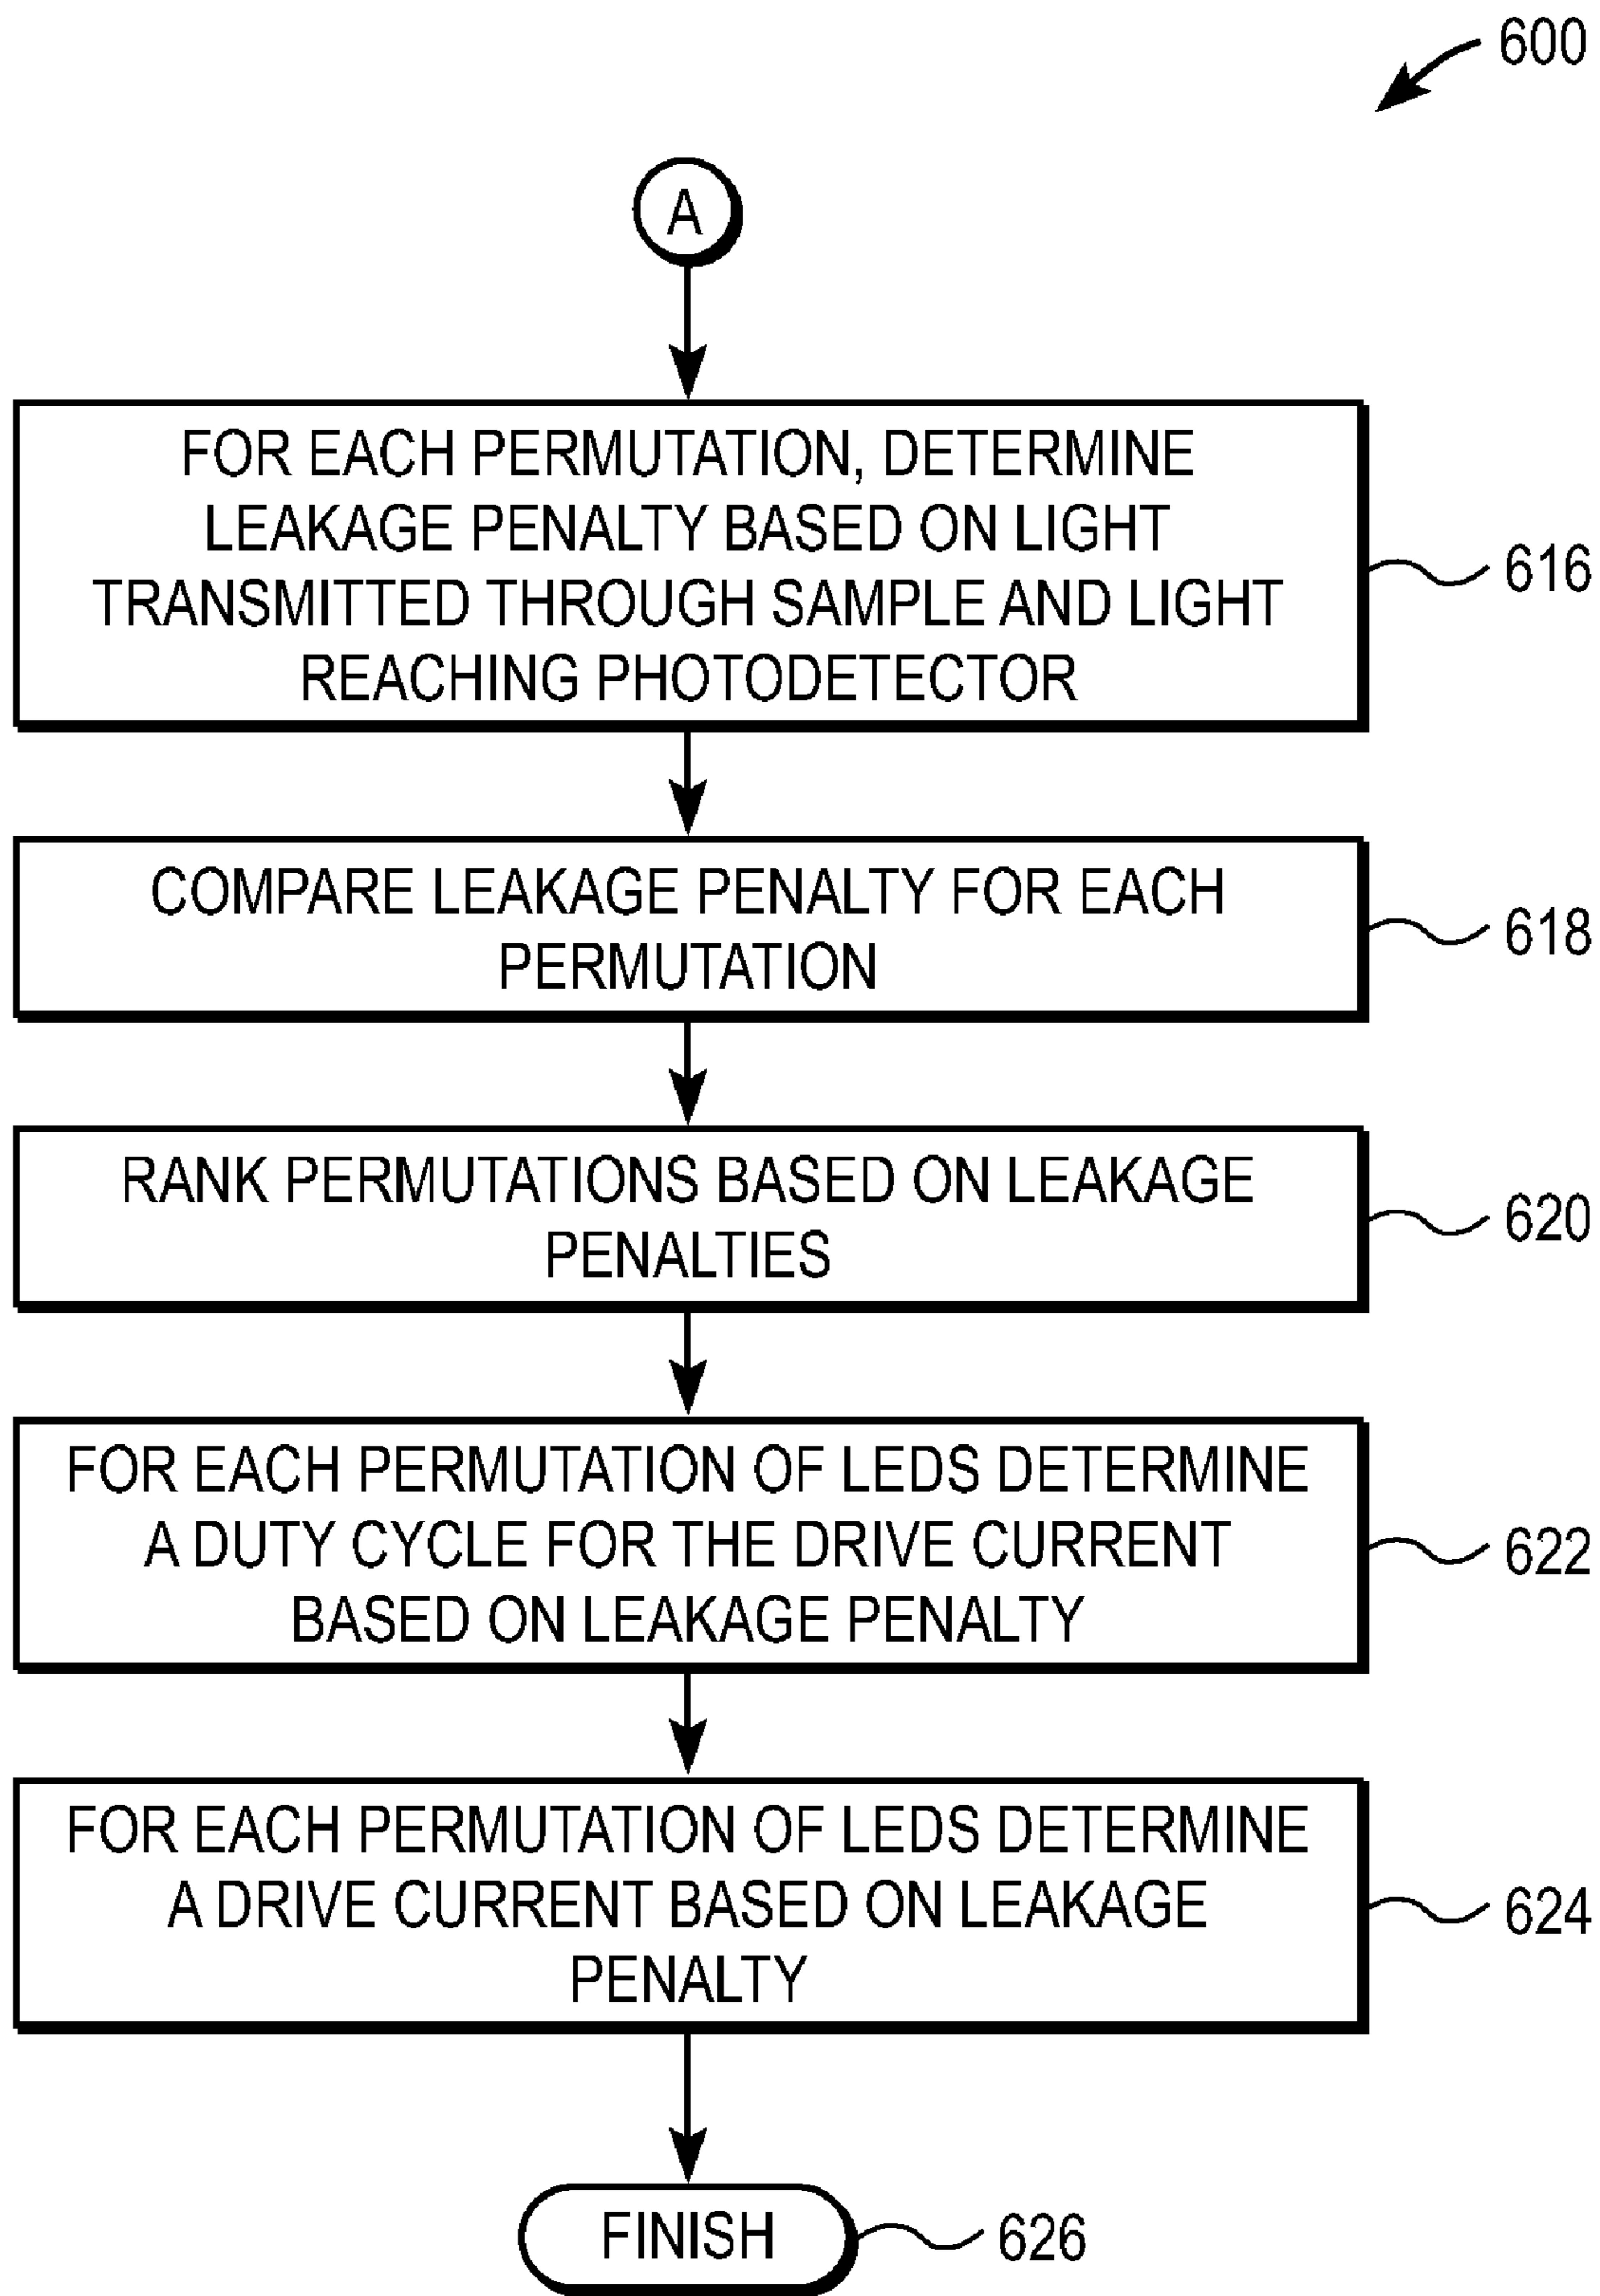 600
A
FOR EACH PERMUTATION, DETERMINE
LEAKAGE PENALTY BASED ON LIGHT
TRANSMITTED THROUGH SAMPLE AND LIGHT
REACHING PHOTODETECTOR
616
COMPARE LEAKAGE PENALTY FOR EACH
PERMUTATION
618
RANK PERMUTATIONS BASED ON LEAKAGE
PENALTIES
620
FOR EACH PERMUTATION OF LEDS DETERMINE
A DUTY CYCLE FOR THE DRIVE CURRENT
BASED ON LEAKAGE PENALTY
622
FOR EACH PERMUTATION OF LEDS DETERMINE
A DRIVE CURRENT BASED ON LEAKAGE
PENALTY
624
FINISH
626